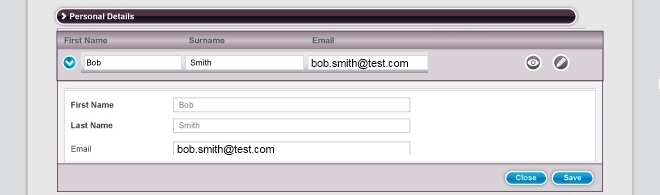 Personal Details
First Name Surname Email
Bob Smith bob.smith@test.com
First Name Bob
Last Name Smith
Email bob.smith@test.com
Close Save